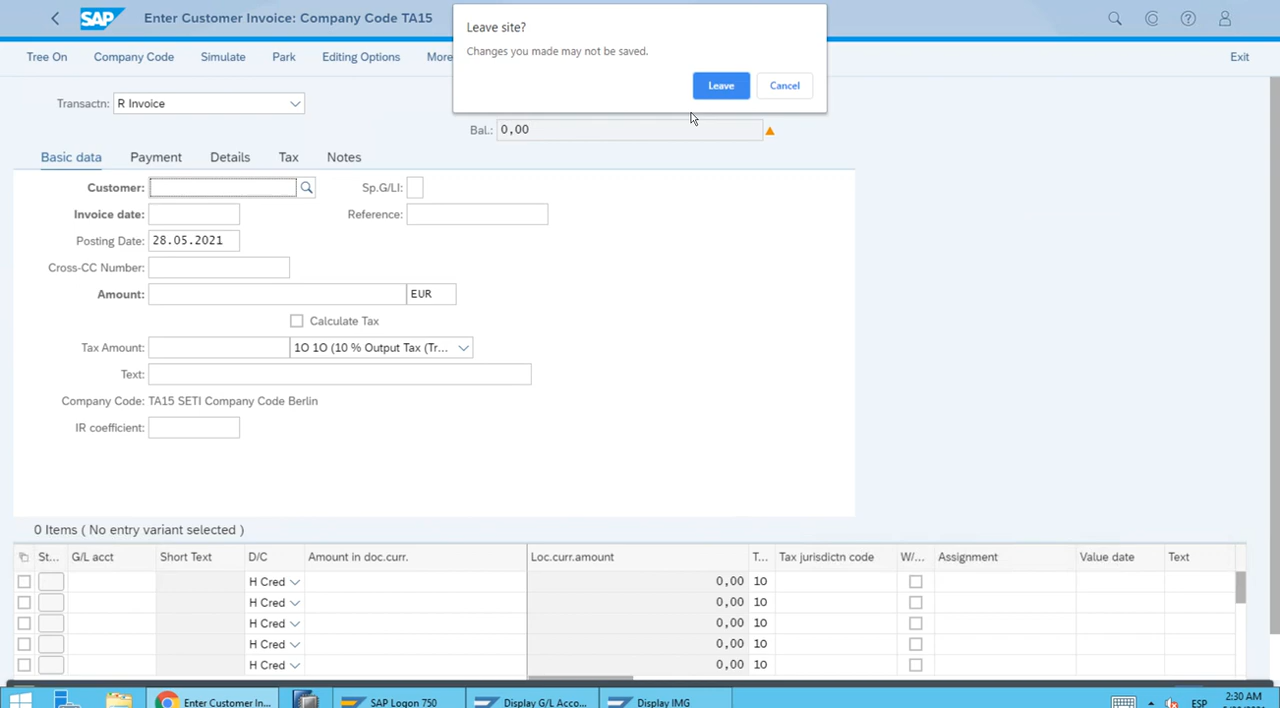 SAP Enter Customer Invoice: Company Code TA15
Leave site?
Changes you made may not be saved.
Leave Cancel
Tree On Company Code Simulate Park Editing Options More Exit
Transactn: R Invoice
Bal.: 0,00
Basic data Payment Details Tax Notes
Customer: Sp.G/LI:
Invoice date: Reference:
Posting Date: 28.05.2021
Cross-CC Number:
Amount: EUR
Calculate Tax
Tax Amount: 1O 1O (10 % Output Tax (Tr...
Text:
Company Code: TA15 SETI Company Code Berlin
IR coefficient:
0 Items ( No entry variant selected )
St... G/L acct Short Text D/C Amount in doc.curr. Loc.curr.amount T... Tax jurisdictn code W/... Assignment Value date Text
H Cred 0,00 1O
H Cred 0,00 1O
H Cred 0,00 1O
H Cred 0,00 1O
H Cred 0,00 1O
Enter Customer In... SAP Logon 750 Display G/L Acco... Display IMG ESP 2:30 AM